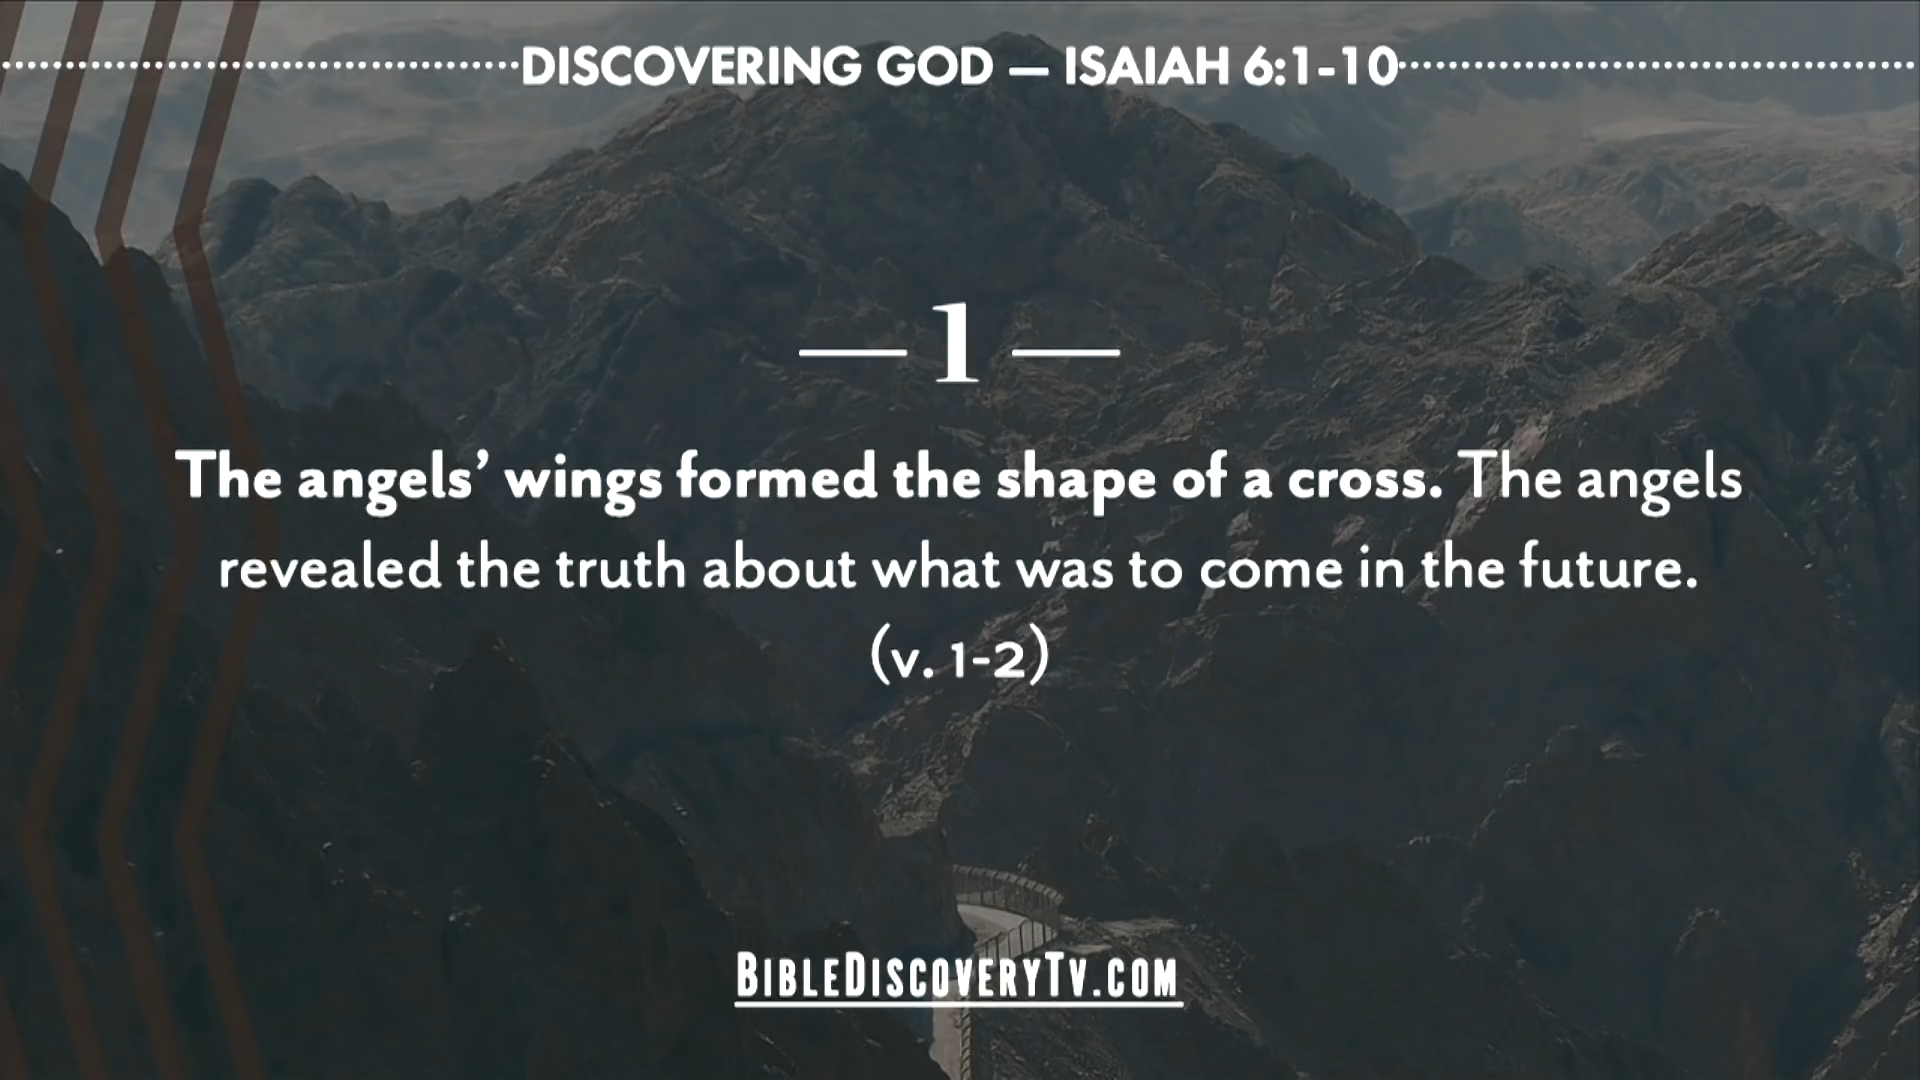 DISCOVERING GOD — ISAIAH 6:1-10
— 1 —
The angels’ wings formed the shape of a cross. The angels
revealed the truth about what was to come in the future.
(v. 1-2)
BIBLEDISCOVERYTV.COM